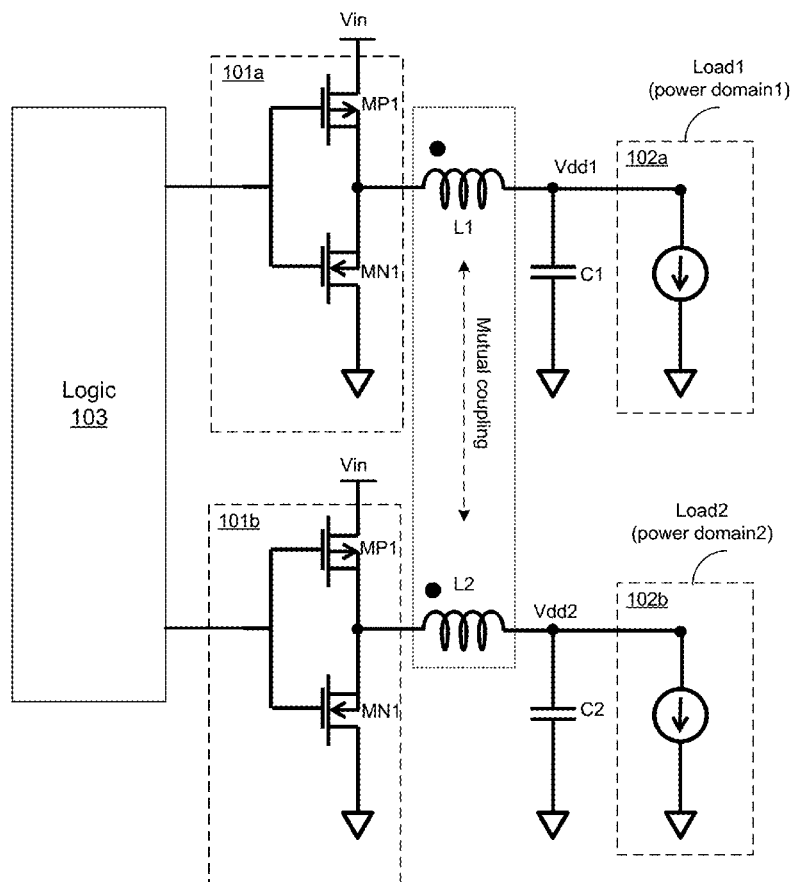 Vin
101a
MP1
MN1
Load1
(power domain1)
102a
Vdd1
L1
C1
Mutual coupling
Logic
103
Vin
101b
MP1
MN1
Load2
(power domain2)
102b
L2
Vdd2
C2